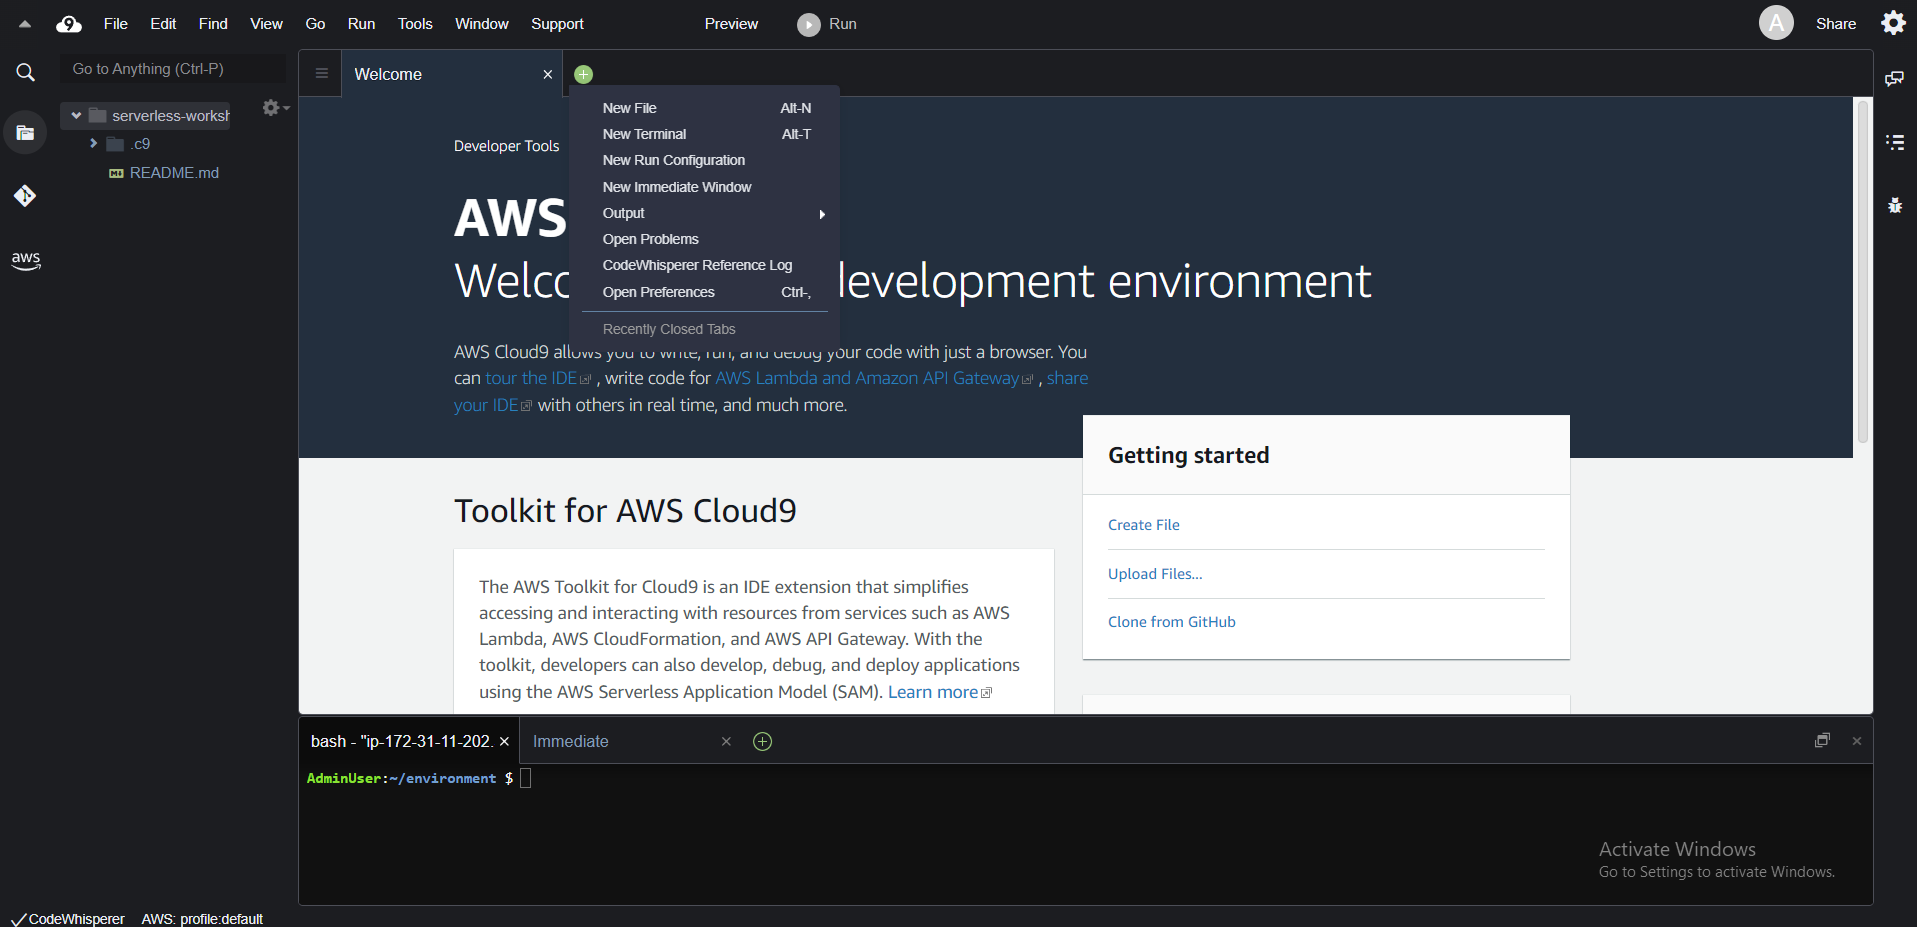 File Edit Find View Go Run Tools Window Support Preview Run A Share
Go to Anything (Ctrl-P)
serverless-worksh
.c9
README.md
aws
Welcome
New File Alt-N
New Terminal Alt-T
New Run Configuration
New Immediate Window
Output
Open Problems
CodeWhisperer Reference Log
Open Preferences Ctrl-,
Recently Closed Tabs
Developer Tools
AWS
Welco development environment
AWS Cloud9 allows you to write, run, and debug your code with just a browser. You
can tour the IDE , write code for AWS Lambda and Amazon API Gateway , share
your IDE with others in real time, and much more.
Getting started
Create File
Upload Files...
Clone from GitHub
Toolkit for AWS Cloud9
The AWS Toolkit for Cloud9 is an IDE extension that simplifies
accessing and interacting with resources from services such as AWS
Lambda, AWS CloudFormation, and AWS API Gateway. With the
toolkit, developers can also develop, debug, and deploy applications
using the AWS Serverless Application Model (SAM). Learn more
bash - "ip-172-31-11-202. Immediate
AdminUser:~/environment $
Activate Windows
Go to Settings to activate Windows.
CodeWhisperer AWS: profile:default